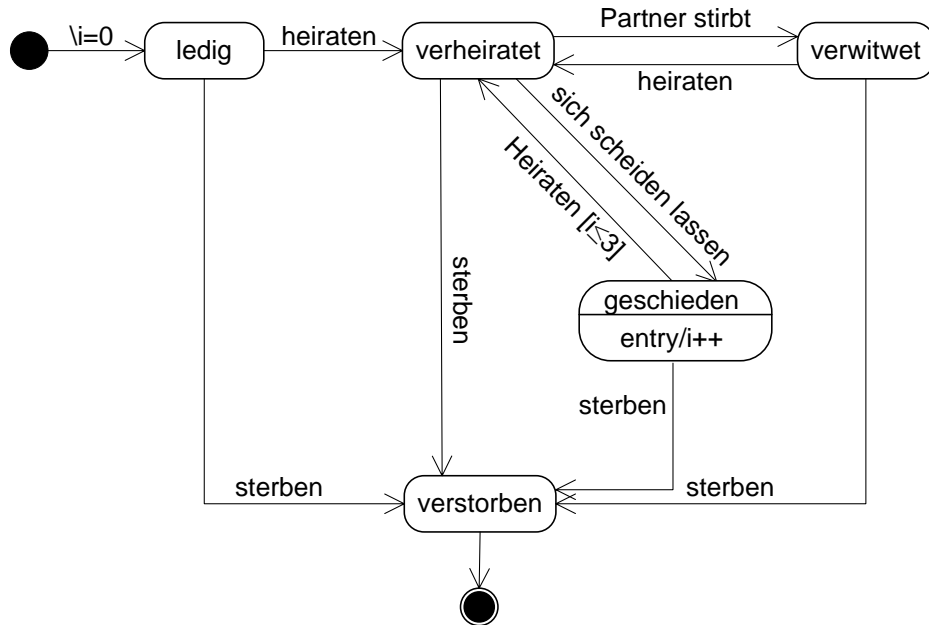 \i=0
ledig
heiraten
verheiratet
Partner stirbt
verwitwet
heiraten
sich scheiden lassen
Heiraten [i≤3]
sterben
geschieden
entry/i++
sterben
sterben
verstorben
sterben